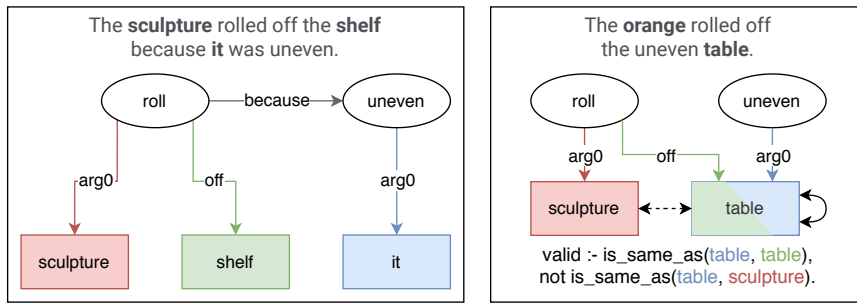 The sculpture rolled off the shelf
because it was uneven.
roll
because
uneven
arg0
off
arg0
sculpture
shelf
it
The orange rolled off
the uneven table.
roll
uneven
arg0
off
arg0
sculpture
table
valid :- is_same_as(table, table),
not is_same_as(table, sculpture).